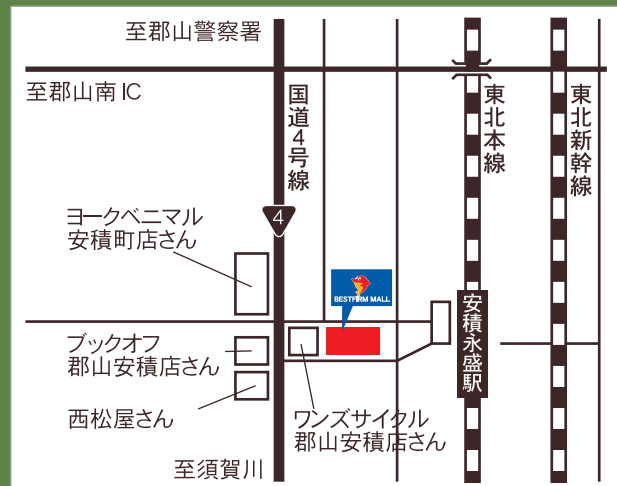 至郡山警察署
至郡山南IC
国道4号線
東北本線
東北新幹線
4
ヨークベニマル
安積町店さん
BESTFIRM MALL
安積永盛駅
ブックオフ
郡山安積店さん
西松屋さん
ワンズサイクル
郡山安積店さん
至須賀川